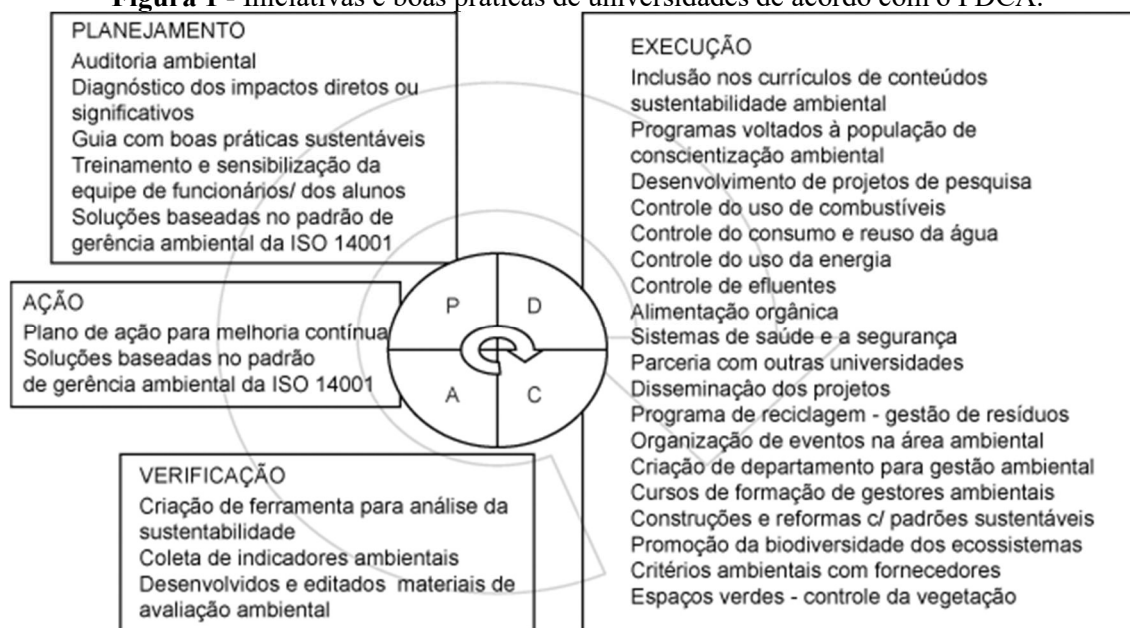 Figura 1 - Iniciativas e boas práticas de universidades de acordo com o PDCA.
PLANEJAMENTO
Auditoria ambiental
Diagnóstico dos impactos diretos ou
significativos
Guia com boas práticas sustentáveis
Treinamento e sensibilização da
equipe de funcionários/ dos alunos
Soluções baseadas no padrão de
gerência ambiental da ISO 14001
AÇÃO
Plano de ação para melhoria contínua
Soluções baseadas no padrão
de gerência ambiental da ISO 14001
P
D
A
C
VERIFICAÇÃO
Criação de ferramenta para análise da
sustentabilidade
Coleta de indicadores ambientais
Desenvolvidos e editados materiais de
avaliação ambiental
EXECUÇÃO
Inclusão nos currículos de conteúdos
sustentabilidade ambiental
Programas voltados à população de
conscientização ambiental
Desenvolvimento de projetos de pesquisa
Controle do uso de combustíveis
Controle do consumo e reuso da água
Controle do uso da energia
Controle de efluentes
Alimentação orgânica
Sistemas de saúde e a segurança
Parceria com outras universidades
Disseminaçâo dos projetos
Programa de reciclagem - gestão de resíduos
Organização de eventos na área ambiental
Criação de departamento para gestão ambiental
Cursos de formação de gestores ambientais
Construções e reformas c/ padrões sustentáveis
Promoção da biodiversidade dos ecossistemas
Critérios ambientais com fornecedores
Espaços verdes - controle da vegetação